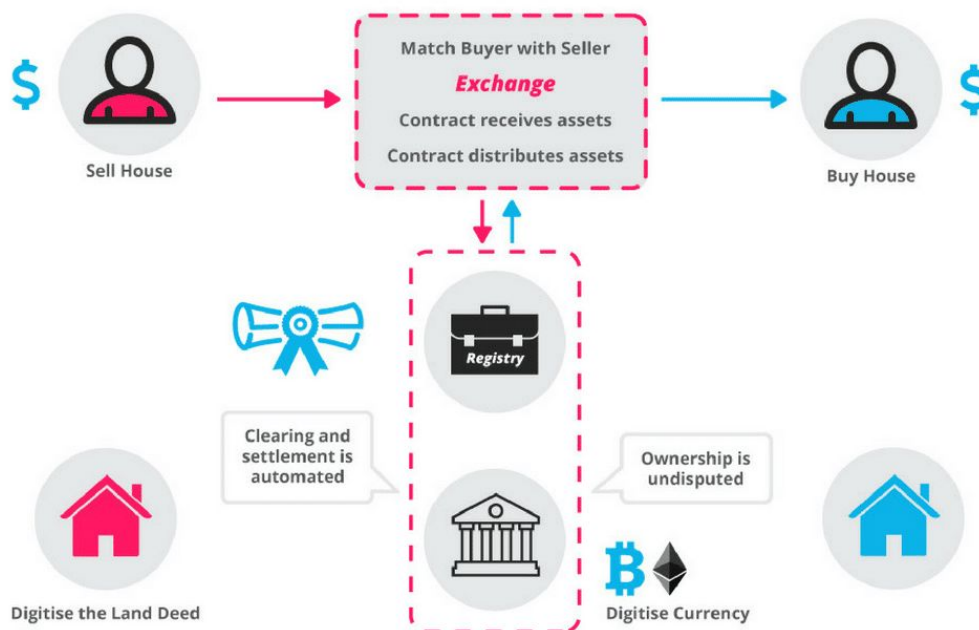 Match Buyer with Seller
Exchange
Contract receives assets
Contract distributes assets
$
$
Sell House
Buy House
Registry
Clearing and
settlement is
automated
Ownership is
undisputed
Digitise the Land Deed
Digitise Currency